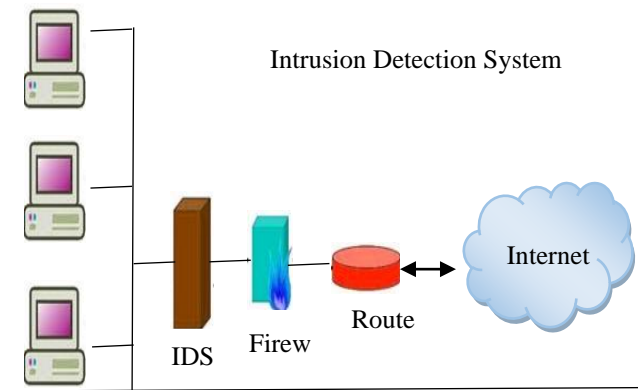 Intrusion Detection System
Internet
Route
Firew
IDS